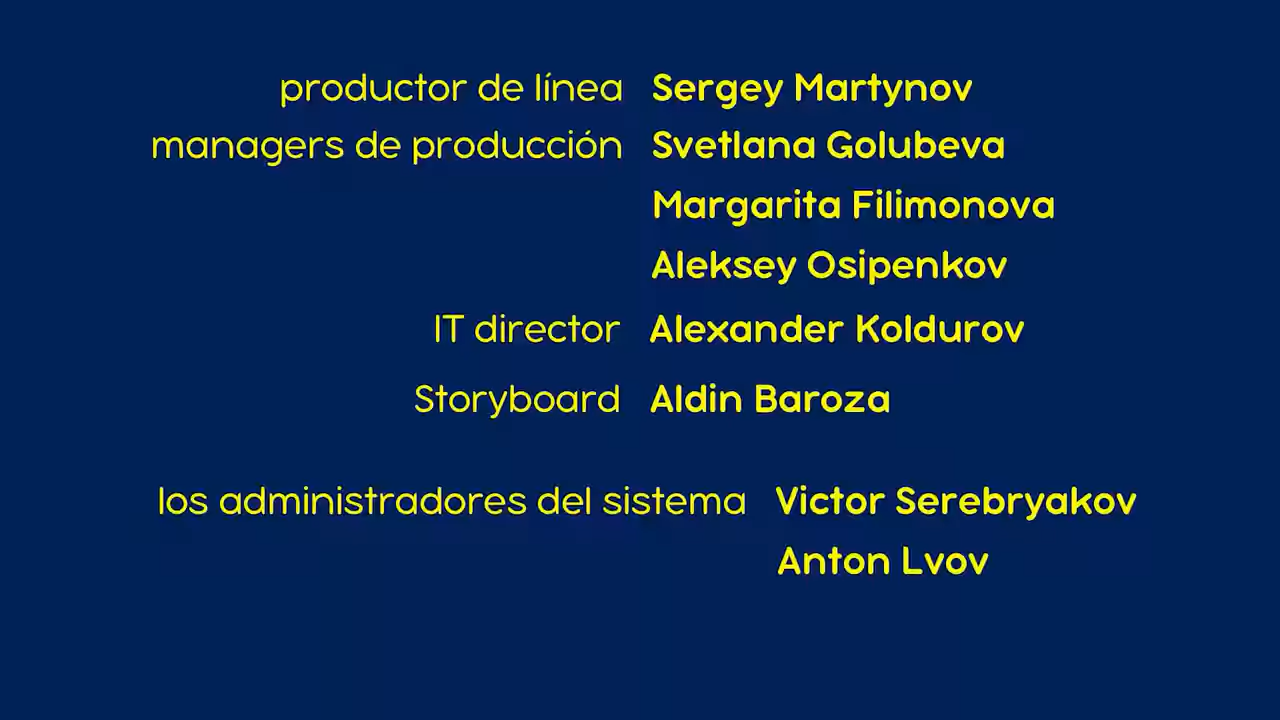 productor de línea Sergey Martynov
managers de producción Svetlana Golubeva
Margarita Filimonova
Aleksey Osipenkov
IT director Alexander Koldurov
Storyboard Aldin Baroza
los administradores del sistema Victor Serebryakov
Anton Lvov